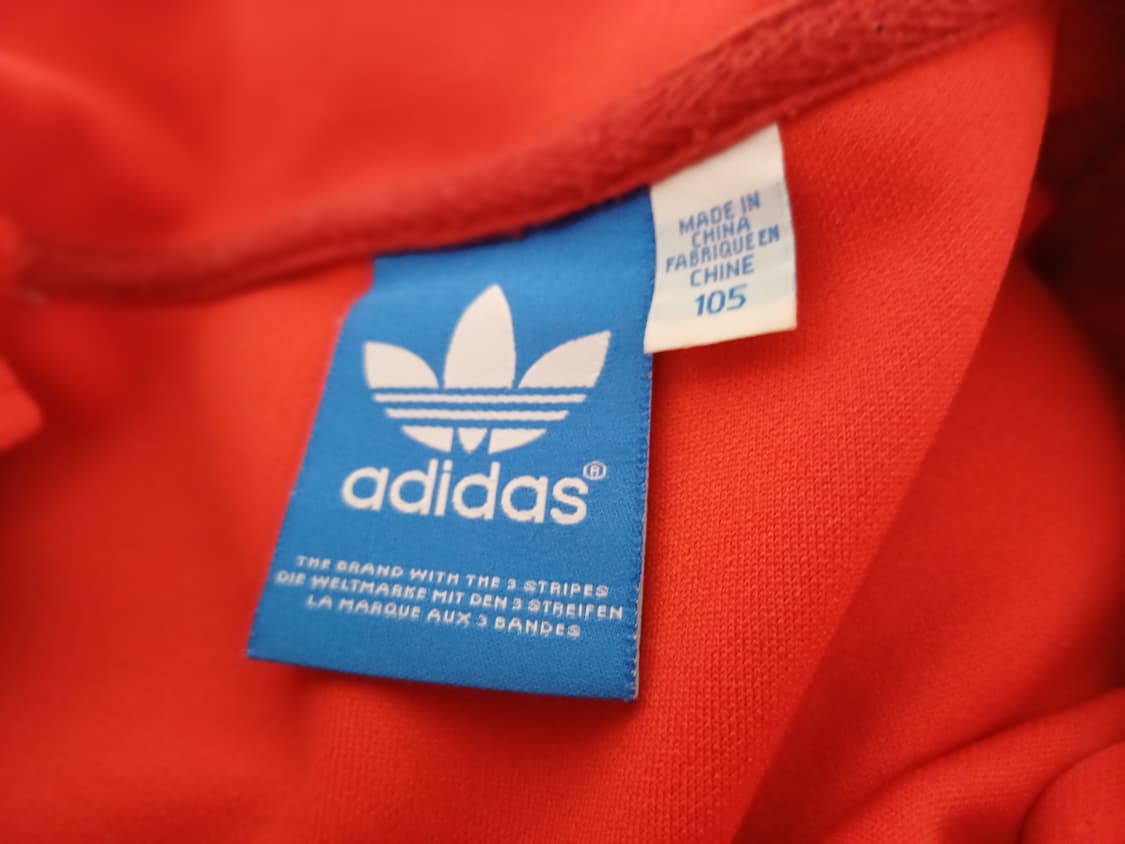 MADE IN
CHINA
FABRIQUE EN
CHINE
105
adidas®
THE BRAND WITH THE 3 STRIPES
DIE WELTMARKE MIT DEN 3 STREIFEN
LA MARQUE AUX 3 BANDES